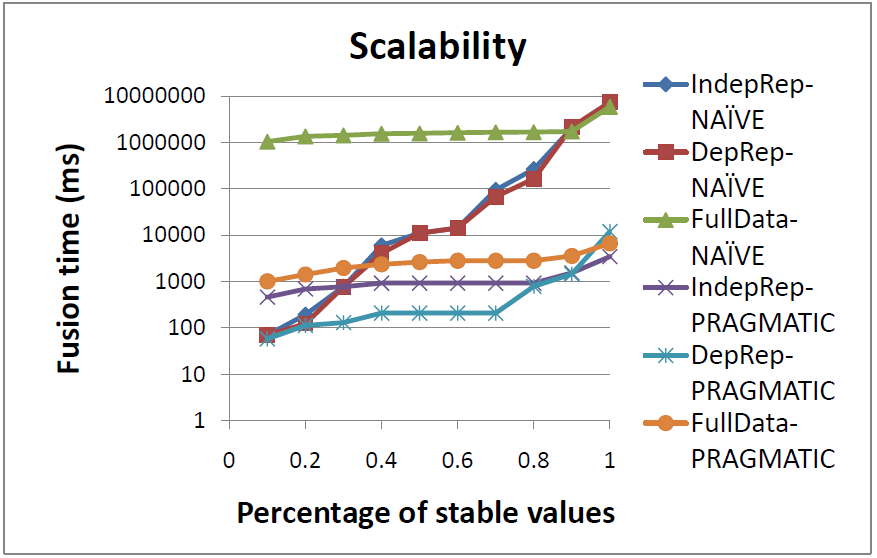 Scalability
Fusion time (ms)
10000000
1000000
100000
10000
1000
100
10
1
0
0.2
0.4
0.6
0.8
1
Percentage of stable values
IndepRep-
NAÏVE
DepRep-
NAÏVE
FullData-
NAÏVE
IndepRep-
PRAGMATIC
DepRep-
PRAGMATIC
FullData-
PRAGMATIC